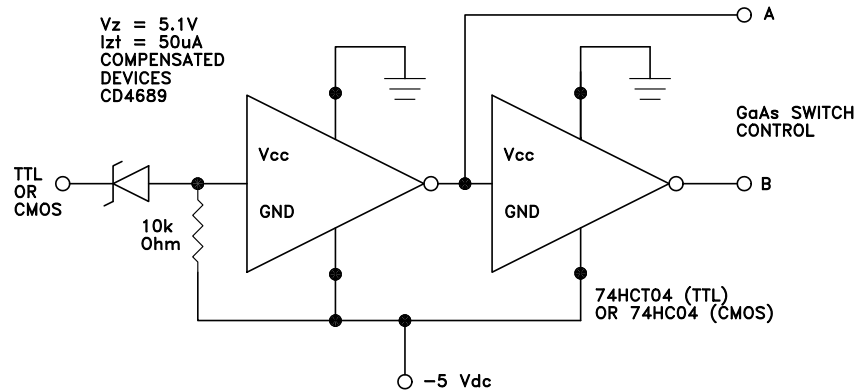 Vz = 5.1V
Izt = 50uA
COMPENSATED
DEVICES
CD4689
A
GaAs SWITCH
CONTROL
Vcc
Vcc
TTL
OR
CMOS
B
GND
GND
10k
Ohm
74HCT04 (TTL)
OR 74HC04 (CMOS)
-5 Vdc